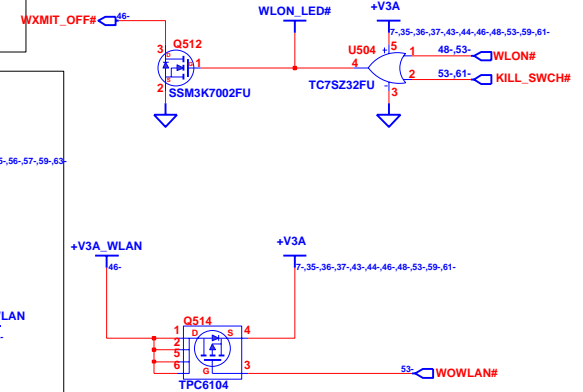 WLON_LED#
+V3A
WXMIT_OFF#
46-
7-,35-,36-,37-,43-,44-,46-,48-,53-,59-,61-
Q512
3
D
1
G
S
2
SSM3K7002FU
U504
+
5
4
1
48-,53-
WLON#
2
53-,61-
KILL_SWCH#
TC7SZ32FU
-
3
5-,56-,57-,59-,63-
+V3A_WLAN
46-
+V3A
7-,35-,36-,37-,43-,44-,46-,48-,53-,59-,61-
LAN
-
Q514
1
D
S
4
2
5
6
G
3
TPC6104
53-
WOWLAN#